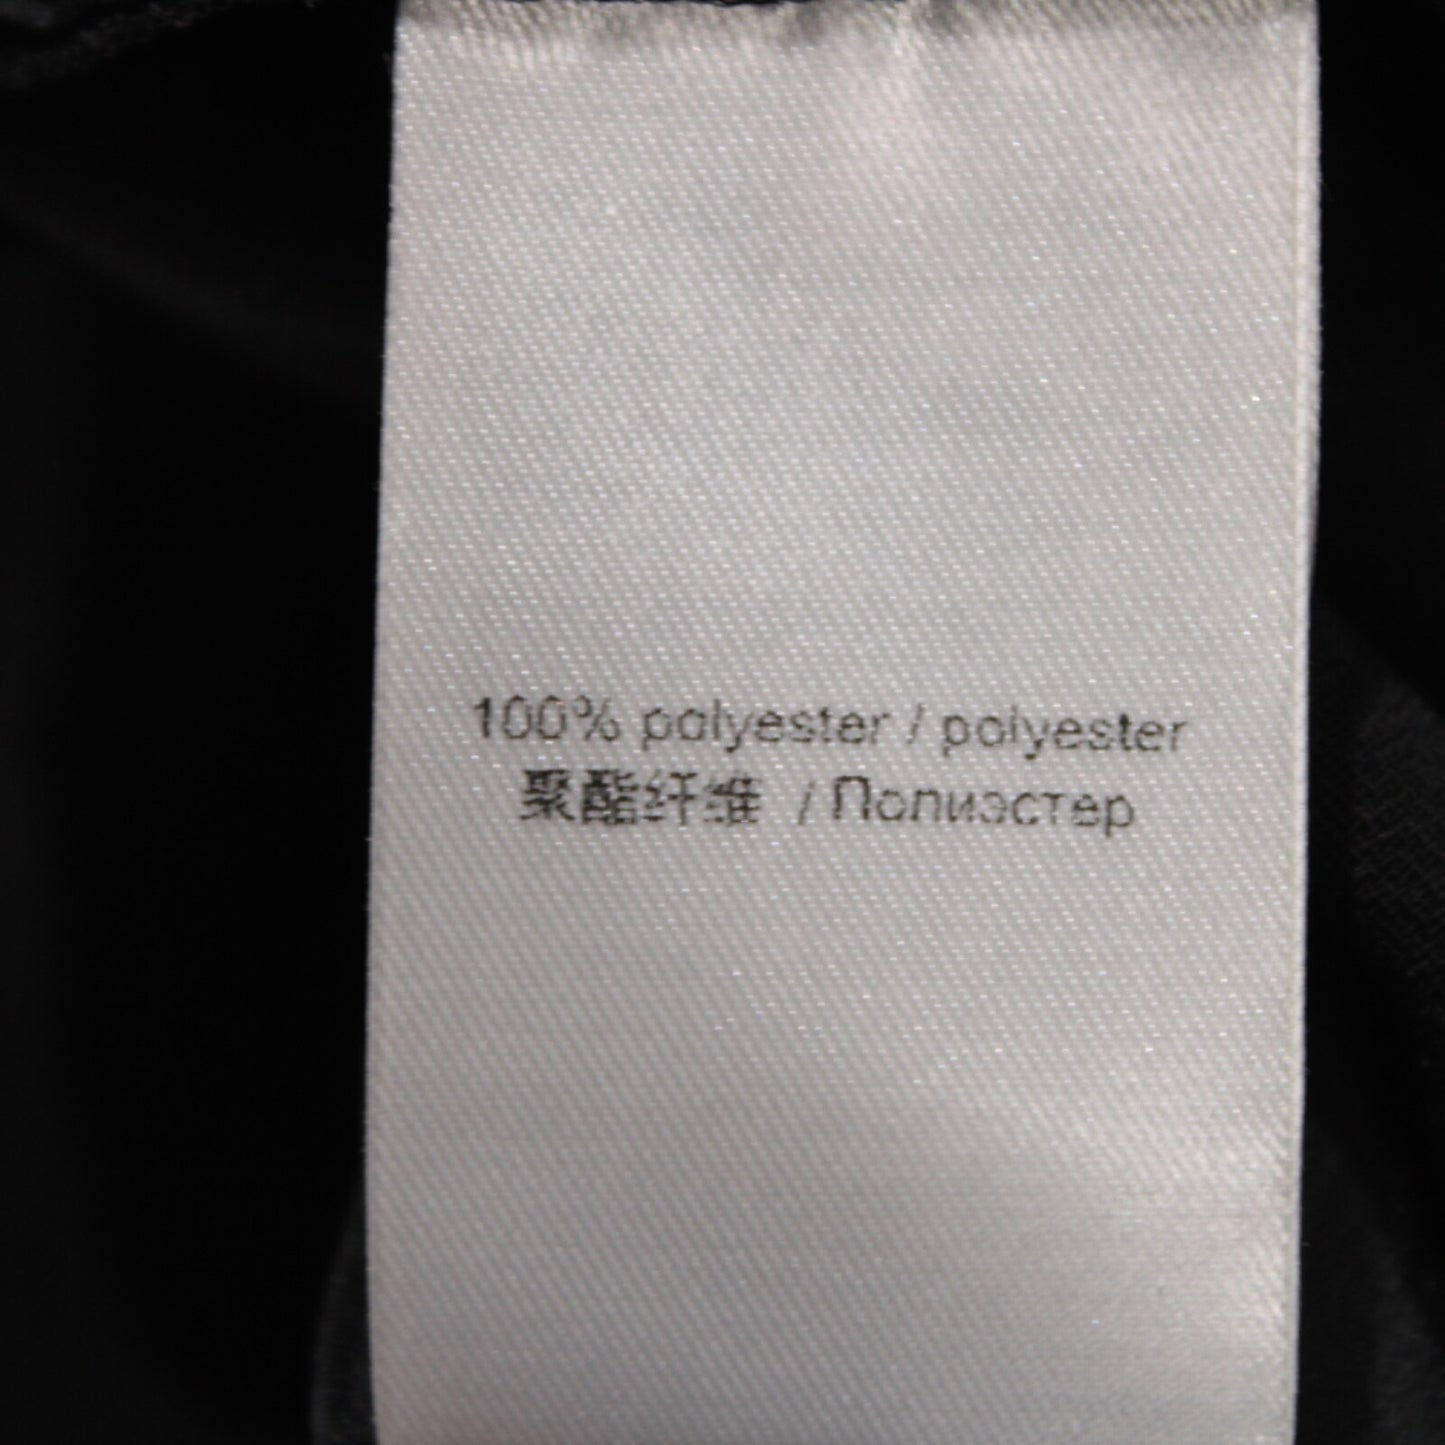 100% polyester / polyester
聚酯纤维 / Полиэстер